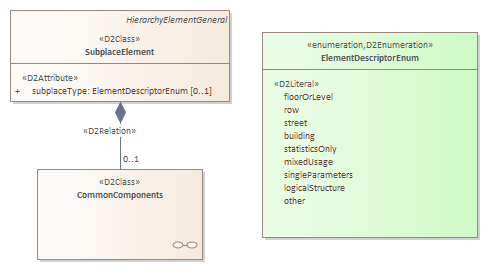 HierarchyElementGeneral
«D2Class»
SubplaceElement
«D2Attribute»
+ subplaceType: ElementDescriptorEnum [0..1]
«D2Relation»
0..1
«D2Class»
CommonComponents
«enumeration,D2Enumeration»
ElementDescriptorEnum
«D2Literal»
floorOrLevel
row
street
building
statisticsOnly
mixedUsage
singleParameters
logicalStructure
other